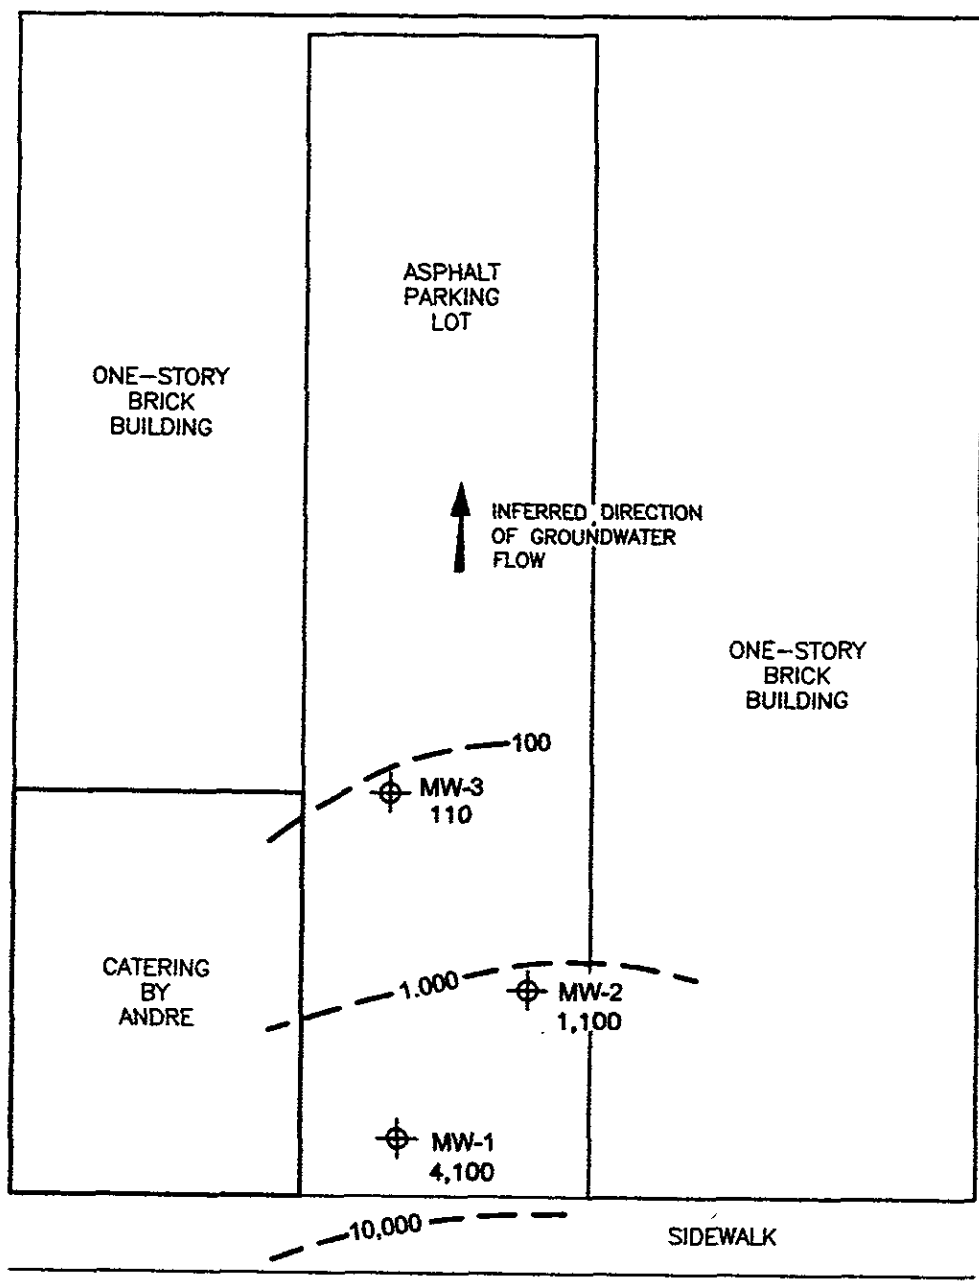 ASPHALT
PARKING
LOT
ONE-STORY
BRICK
BUILDING
INFERRED DIRECTION
OF GROUNDWATER
FLOW
ONE-STORY
BRICK
BUILDING
100
MW-3
110
CATERING
BY
ANDRE
1.000
MW-2
1,100
MW-1
4,100
10,000
SIDEWALK